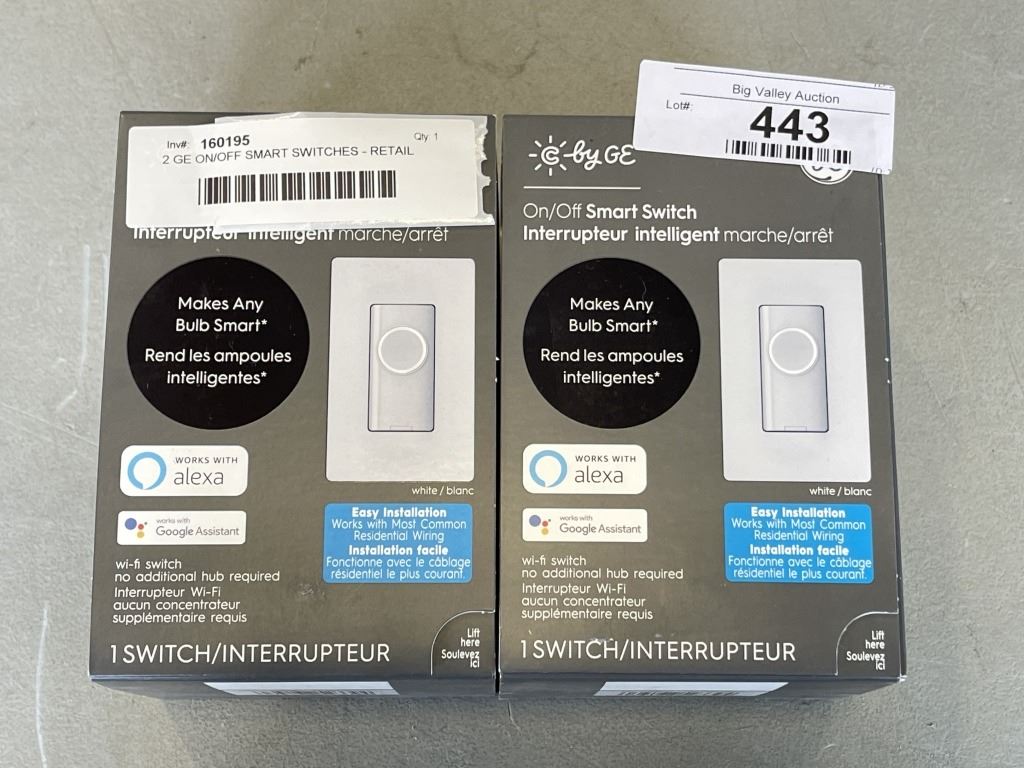 Inv#: 160195 Qty 1
2 GE ON/OFF SMART SWITCHES - RETAIL
Interrupteur intelligent marche/arrêt
Makes Any
Bulb Smart*
Rend les ampoules
intelligentes*
WORKS WITH
alexa
works with
Google Assistant
white / blanc
Easy Installation
Works with Most Common
Residential Wiring
Installation facile
Fonctionne avec le câblage
résidentiel le plus courant.
wi-fi switch
no additional hub required
Interrupteur Wi-Fi
aucun concentrateur
supplémentaire requis
1 SWITCH/INTERRUPTEUR
Lift
here
Soulevez
ici
Big Valley Auction
Lot#: 443
C by GE
On/Off Smart Switch
Interrupteur intelligent marche/arrêt
Makes Any
Bulb Smart*
Rend les ampoules
intelligentes*
WORKS WITH
alexa
works with
Google Assistant
white / blanc
Easy Installation
Works with Most Common
Residential Wiring
Installation facile
Fonctionne avec le câblage
résidentiel le plus courant.
wi-fi switch
no additional hub required
Interrupteur Wi-Fi
aucun concentrateur
supplémentaire requis
1 SWITCH/INTERRUPTEUR
Lift
here
Soulevez
ici